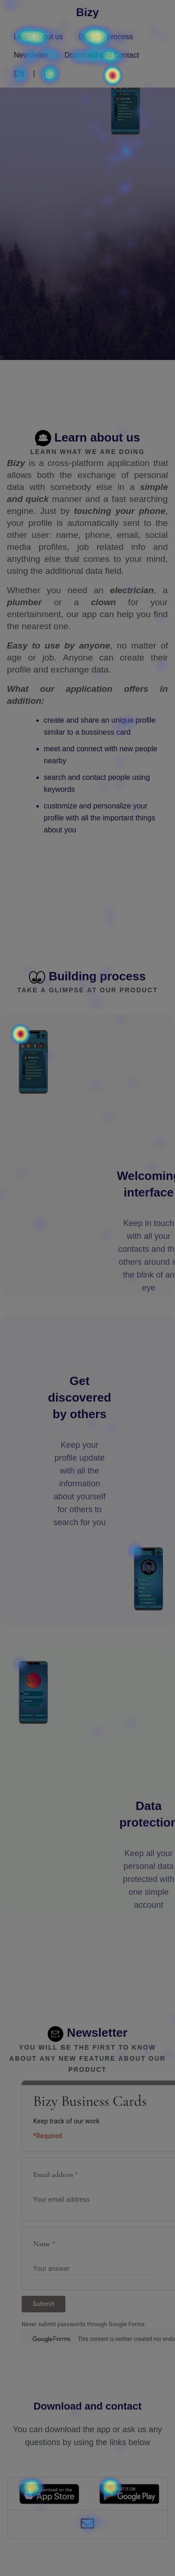 Bizy
Learn about us
Building process
Newsletter
Download and contact
EN | 
Learn about us
LEARN WHAT WE ARE DOING
Bizy is a cross-platform application that
allows both the exchange of personal
data with somebody else in a simple
and quick manner and a fast searching
engine. Just by touching your phone,
your profile is automatically sent to the
other user: name, phone, email, social
media profiles, job related info and
anything else that comes to your mind,
using the additional data field.
Whether you need an electrician, a
plumber or a clown for your
entertainment, our app can help you find
the nearest one.
Easy to use by anyone, no matter of
age or job. Anyone can create their
profile and exchange data.
What our application offers in
addition:
create and share an unique profile
similar to a bussiness card
meet and connect with new people
nearby
search and contact people using
keywords
customize and personalize your
profile with all the important things
about you
Building process
TAKE A GLIMPSE AT OUR PRODUCT
Welcoming
interface
Keep in touch
with all your
contacts and the
others around in
the blink of an
eye
Get
discovered
by others
Keep your
profile update
with all the
information
about yourself
for others to
search for you
Data
protection
Keep all your
personal data
protected with
one simple
account
Newsletter
YOU WILL BE THE FIRST TO KNOW
ABOUT ANY NEW FEATURE ABOUT OUR
PRODUCT
Bizy Business Cards
Keep track of our work
*Required
Email address *
Your email address
Name *
Your answer
Submit
Never submit passwords through Google Forms.
Google Forms This content is neither created nor endo
Download and contact
You can download the app or ask us any
questions by using the links below
Download on the
App Store
GET IT ON
Google Play